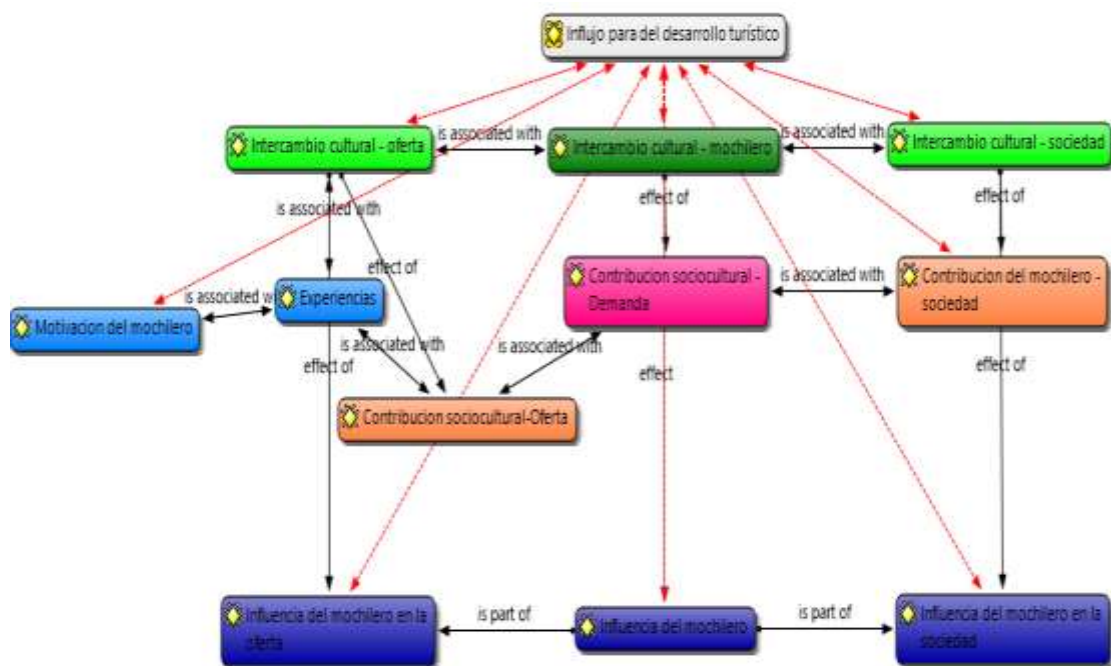 Influjo para del desarrollo turístico
Intercambio cultural - oferta
is associated with
Intercambio cultural - mochilero
is associated with
Intercambio cultural - sociedad
is associated with
effect of
effect of
effect of
is associated with
Experiencias
Motivacion del mochilero
Contribucion sociocultural -
Demanda
is associated with
Contribucion del mochilero -
sociedad
effect of
is associated with
is associated with
effect
effect of
Contribucion sociocultural-Oferta
Influencia del mochilero en la
oferta
is part of
Influencia del mochilero
is part of
Influencia del mochilero en la
sociedad